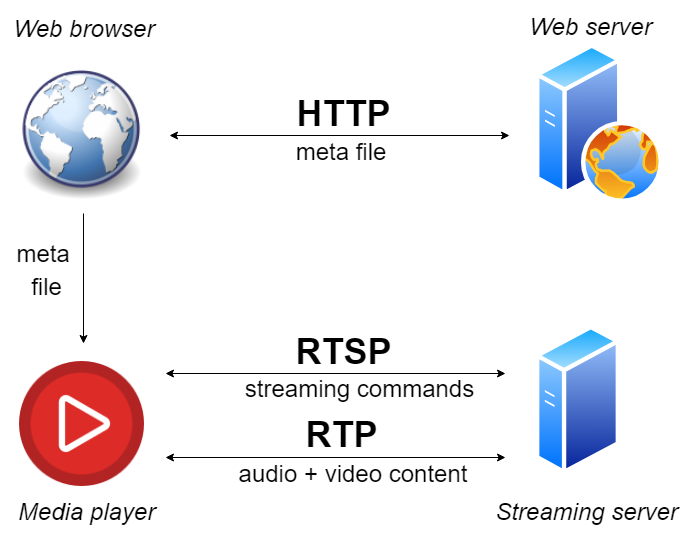 Web browser
Web server
HTTP
meta file
meta
file
RTSP
streaming commands
RTP
audio + video content
Media player
Streaming server